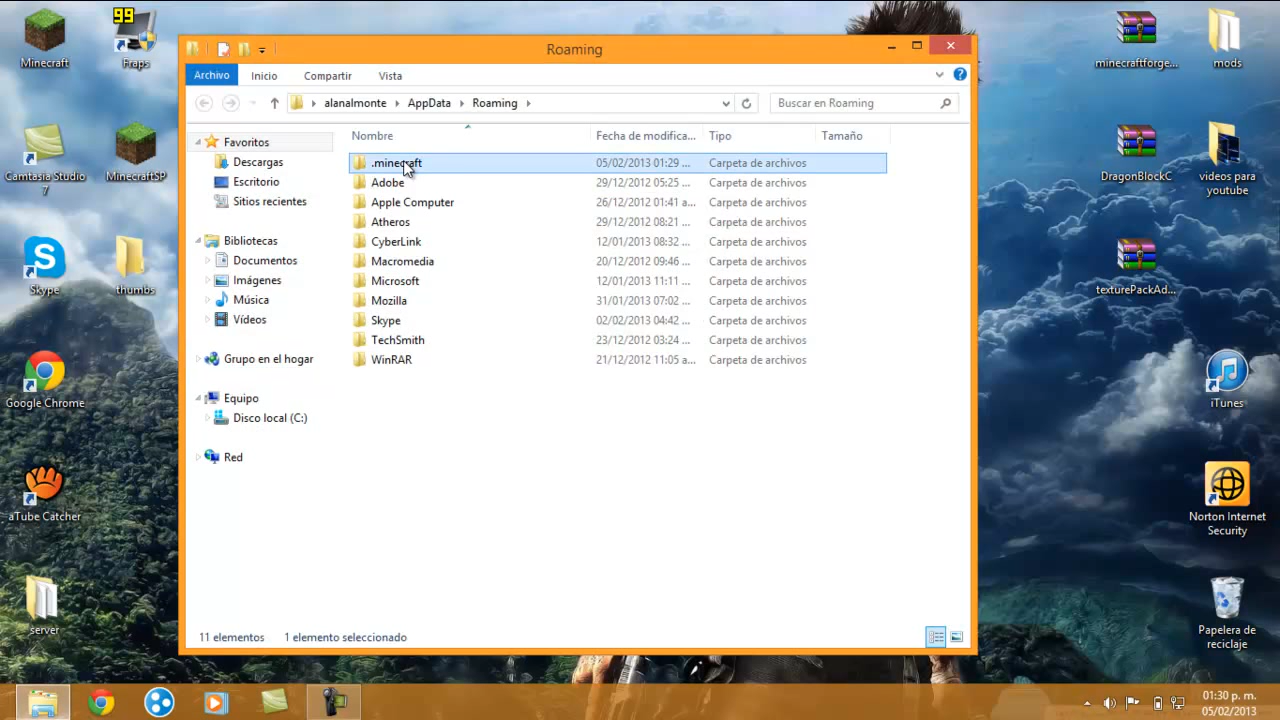 Minecraft
99
Fraps
Camtasia Studio
7
MinecraftSP
Skype
thumbs
Google Chrome
aTube Catcher
server
Roaming
Archivo
Inicio
Compartir
Vista
alanalmonte
AppData
Roaming
Buscar en Roaming
Favoritos
Descargas
Escritorio
Sitios recientes
Bibliotecas
Documentos
Imágenes
Música
Vídeos
Grupo en el hogar
Equipo
Disco local (C:)
Red
Nombre Fecha de modifica... Tipo Tamaño
.minecraft 05/02/2013 01:29 ... Carpeta de archivos
Adobe 29/12/2012 05:25 ... Carpeta de archivos
Apple Computer 26/12/2012 01:41 a... Carpeta de archivos
Atheros 29/12/2012 08:21 ... Carpeta de archivos
CyberLink 12/01/2013 08:32 ... Carpeta de archivos
Macromedia 20/12/2012 09:46 ... Carpeta de archivos
Microsoft 12/01/2013 11:11 ... Carpeta de archivos
Mozilla 31/01/2013 07:02 ... Carpeta de archivos
Skype 02/02/2013 04:42 ... Carpeta de archivos
TechSmith 23/12/2012 03:24 ... Carpeta de archivos
WinRAR 21/12/2012 11:05 a... Carpeta de archivos
11 elementos 1 elemento seleccionado
minecraftforge...
mods
DragonBlockC
videos para
youtube
texturePackAd...
iTunes
Norton Internet
Security
Papelera de
reciclaje
01:30 p. m.
05/02/2013